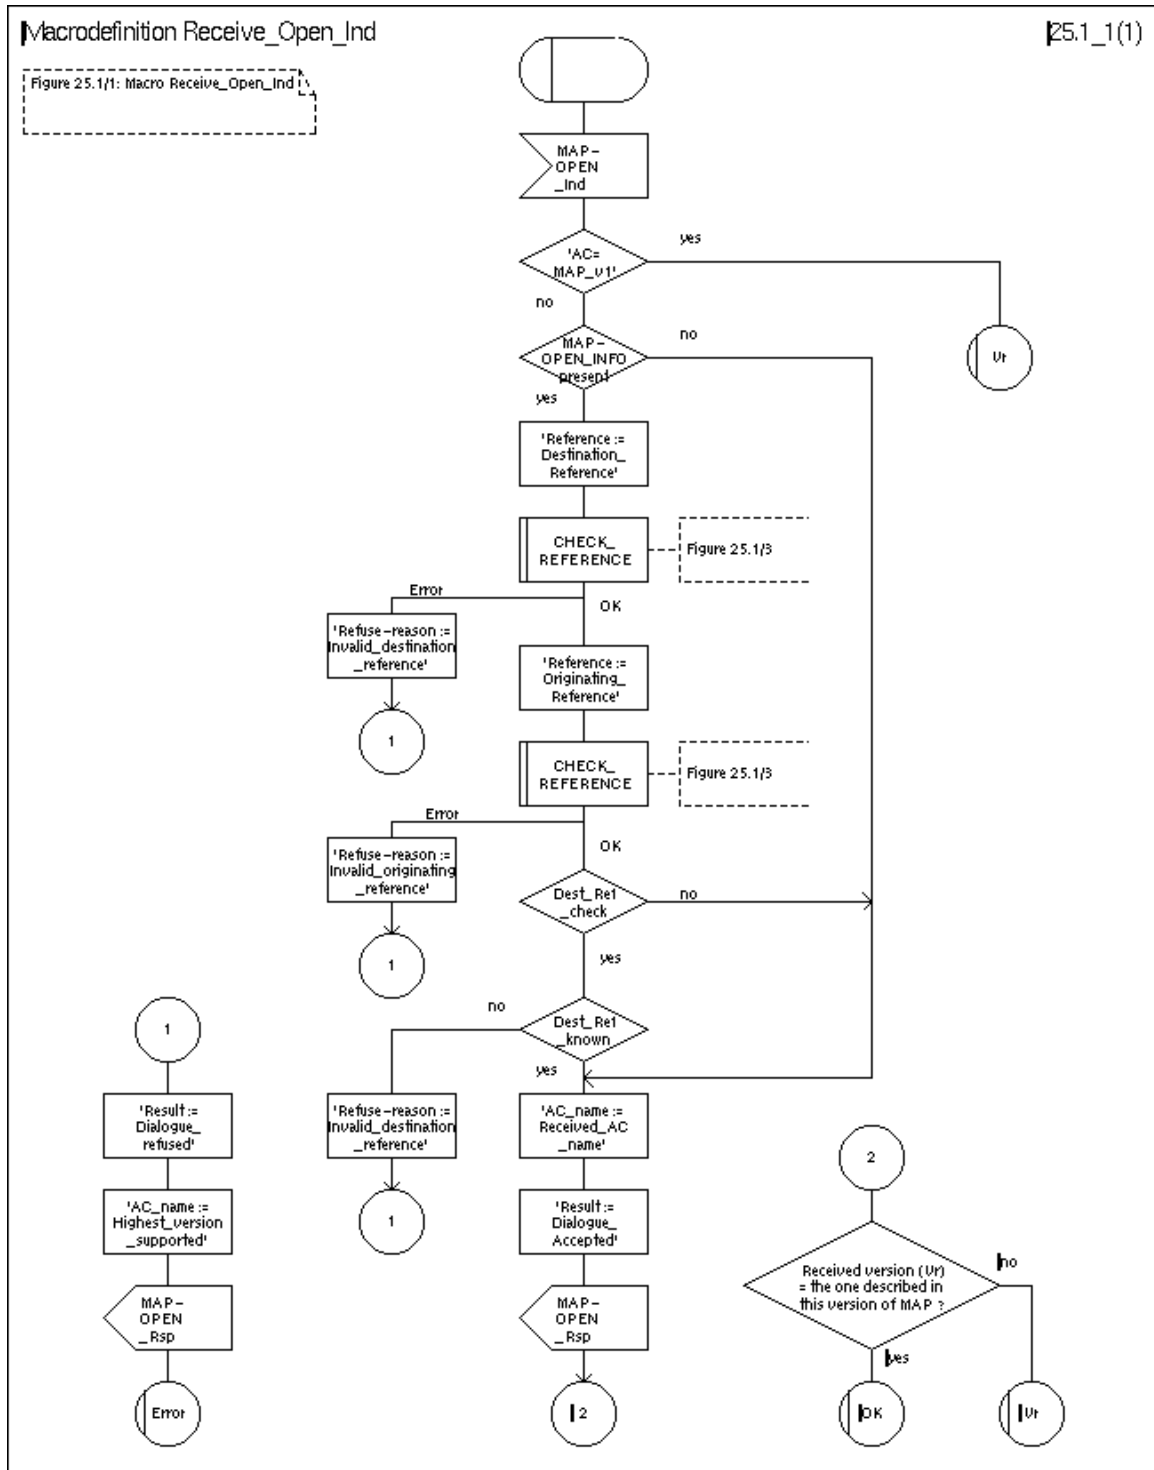 Macrodefinition Receive_Open_Ind
25.1_1(1)
Figure 25.1/1: Macro Receive_Open_Ind
MAP-
OPEN
_Ind
'AC=
MAP_v1'
yes
no
Vr
MAP-
OPEN_INFO
present
no
yes
'Reference :=
Destination_
Reference'
CHECK_
REFERENCE
Figure 25.1/3
Error
OK
'Refuse-reason :=
Invalid_destination
_reference'
1
'Reference :=
Originating_
Reference'
CHECK_
REFERENCE
Figure 25.1/3
Error
OK
'Refuse-reason :=
Invalid_originating
_reference'
1
Dest_Ref
_check
no
yes
Dest_Ref
_known
no
yes
'Refuse-reason :=
Invalid_destination
_reference'
1
1
'Result :=
Dialogue_
refused'
'AC_name :=
Highest_version
_supported'
MAP-
OPEN
_Rsp
Error
'AC_name :=
Received_AC
_name'
'Result :=
Dialogue_
Accepted'
MAP-
OPEN
_Rsp
2
2
Received version (Vr)
= the one described in
this version of MAP ?
no
yes
OK
Vr